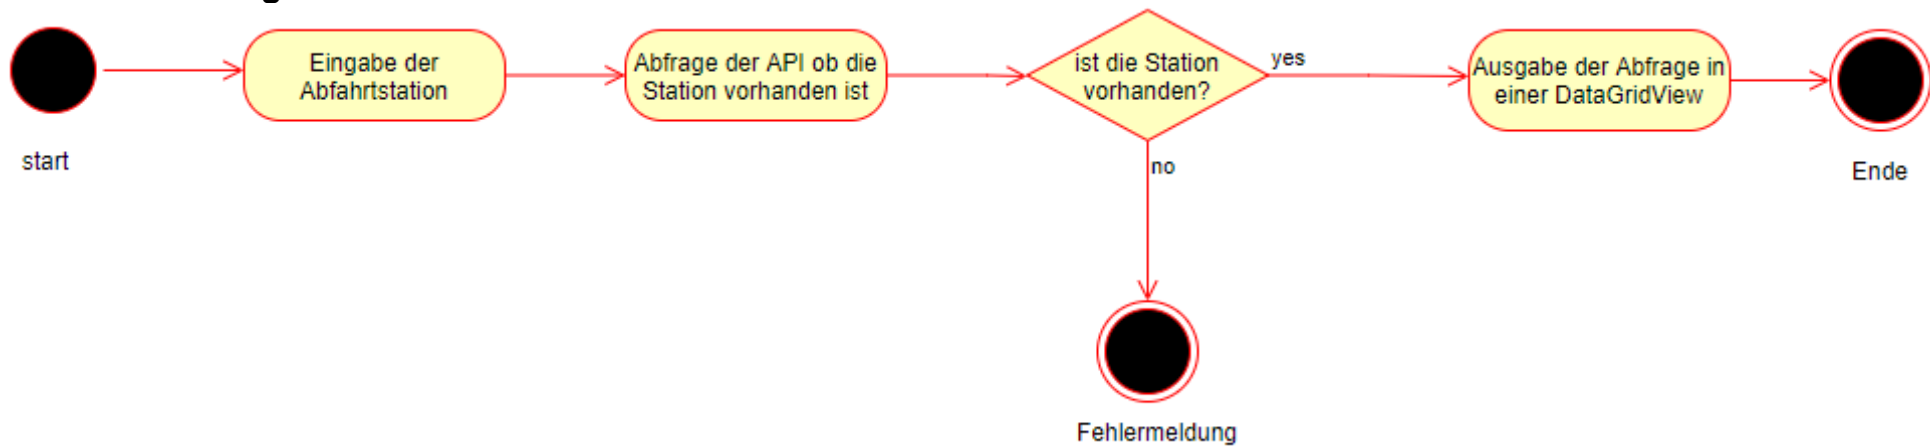 start
Eingabe der
Abfahrtstation
Abfrage der API ob die
Station vorhanden ist
ist die Station
vorhanden?
yes
no
Ausgabe der Abfrage in
einer DataGridView
Ende
Fehlermeldung